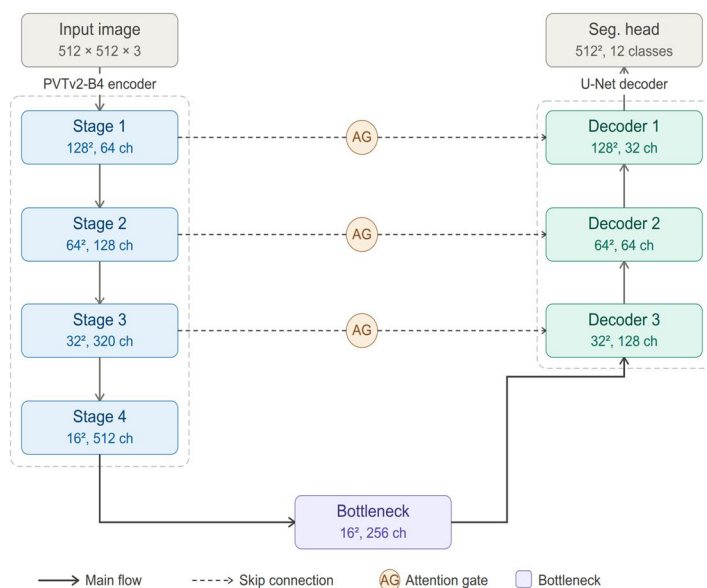 Input image
512 × 512 × 3
PVTv2-B4 encoder
Stage 1
128², 64 ch
Stage 2
64², 128 ch
Stage 3
32², 320 ch
Stage 4
16², 512 ch
AG
AG
AG
Seg. head
512², 12 classes
U-Net decoder
Decoder 1
128², 32 ch
Decoder 2
64², 64 ch
Decoder 3
32², 128 ch
Bottleneck
16², 256 ch
Main flow
Skip connection
AG Attention gate
Bottleneck